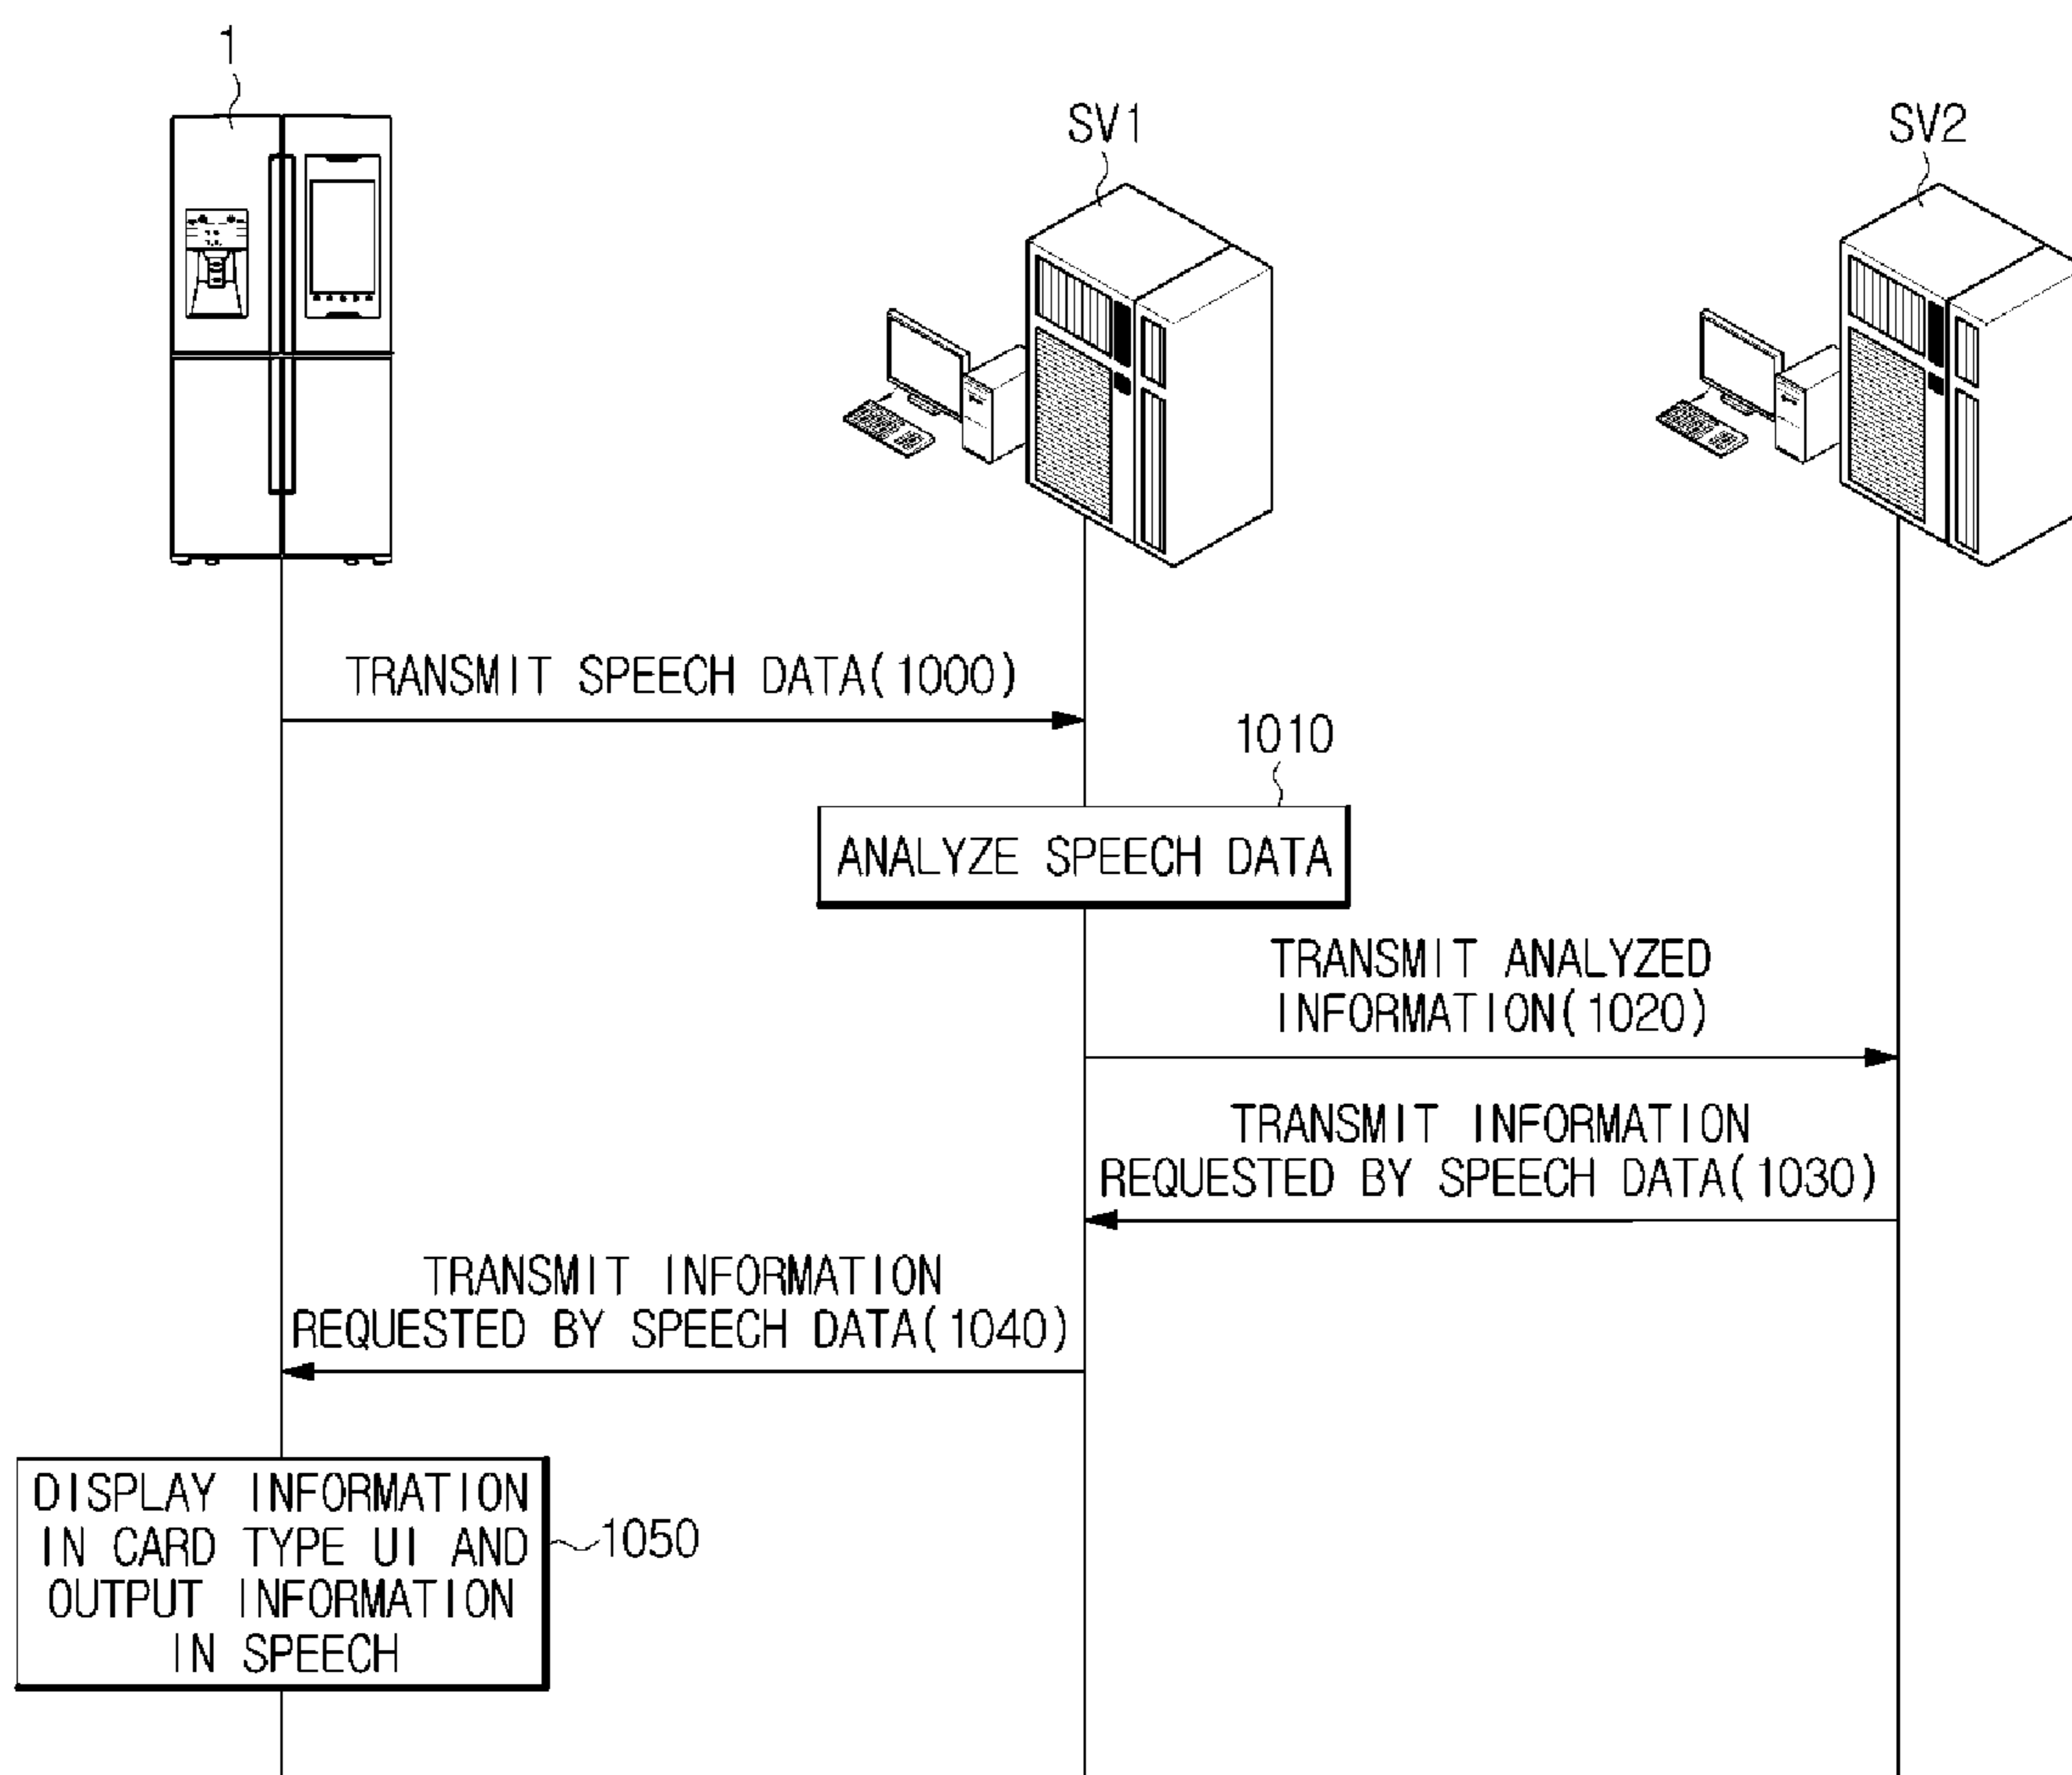 1
SV1
SV2
TRANSMIT SPEECH DATA(1000)
1010
ANALYZE SPEECH DATA
TRANSMIT ANALYZED
INFORMATION(1020)
TRANSMIT INFORMATION
REQUESTED BY SPEECH DATA(1030)
TRANSMIT INFORMATION
REQUESTED BY SPEECH DATA(1040)
DISPLAY INFORMATION
IN CARD TYPE UI AND
OUTPUT INFORMATION
IN SPEECH
1050